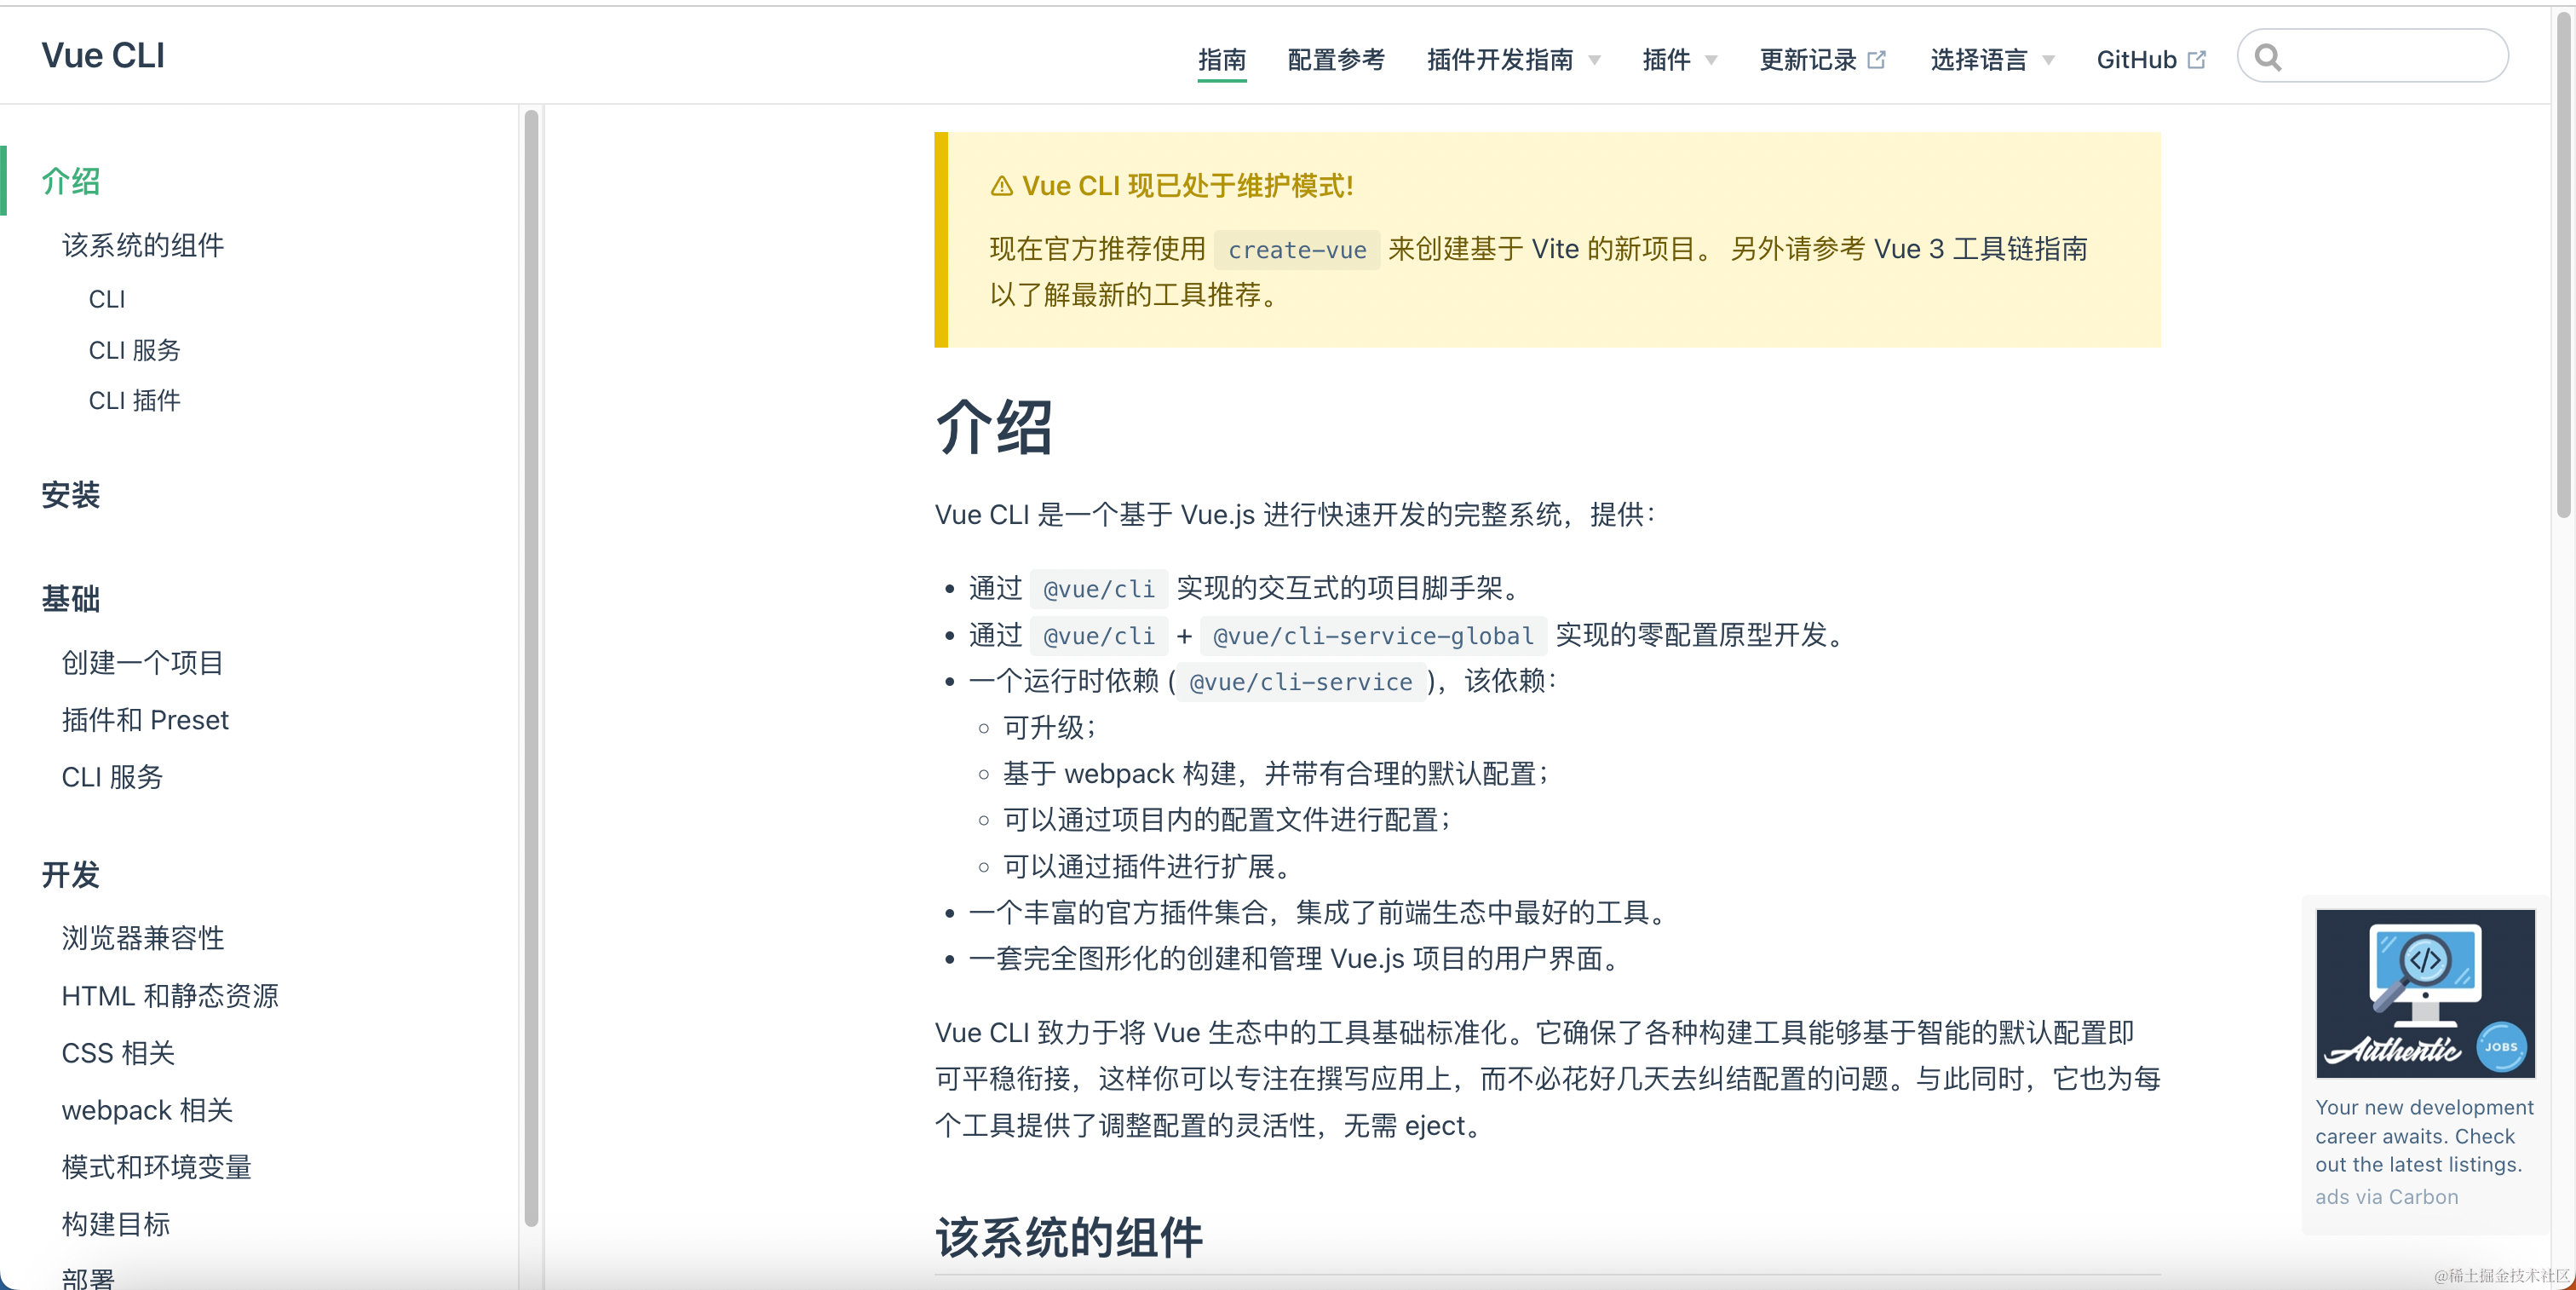 Vue CLI
指南 配置参考 插件开发指南 插件 更新记录 选择语言 GitHub
介绍
该系统的组件
CLI
CLI 服务
CLI 插件
安装
基础
创建一个项目
插件和 Preset
CLI 服务
开发
浏览器兼容性
HTML 和静态资源
CSS 相关
webpack 相关
模式和环境变量
构建目标
部署
⚠ Vue CLI 现已处于维护模式!
现在官方推荐使用 create-vue 来创建基于 Vite 的新项目。 另外请参考 Vue 3 工具链指南
以了解最新的工具推荐。
介绍
Vue CLI 是一个基于 Vue.js 进行快速开发的完整系统，提供：
• 通过 @vue/cli 实现的交互式的项目脚手架。
• 通过 @vue/cli + @vue/cli-service-global 实现的零配置原型开发。
• 一个运行时依赖 (@vue/cli-service)，该依赖：
◦ 可升级；
◦ 基于 webpack 构建，并带有合理的默认配置；
◦ 可以通过项目内的配置文件进行配置；
◦ 可以通过插件进行扩展。
• 一个丰富的官方插件集合，集成了前端生态中最好的工具。
• 一套完全图形化的创建和管理 Vue.js 项目的用户界面。
Vue CLI 致力于将 Vue 生态中的工具基础标准化。它确保了各种构建工具能够基于智能的默认配置即
可平稳衔接，这样你可以专注在撰写应用上，而不必花好几天去纠结配置的问题。与此同时，它也为每
个工具提供了调整配置的灵活性，无需 eject。
该系统的组件
</>
Authentic JOBS
Your new development
career awaits. Check
out the latest listings.
ads via Carbon
@稀土掘金技术社区